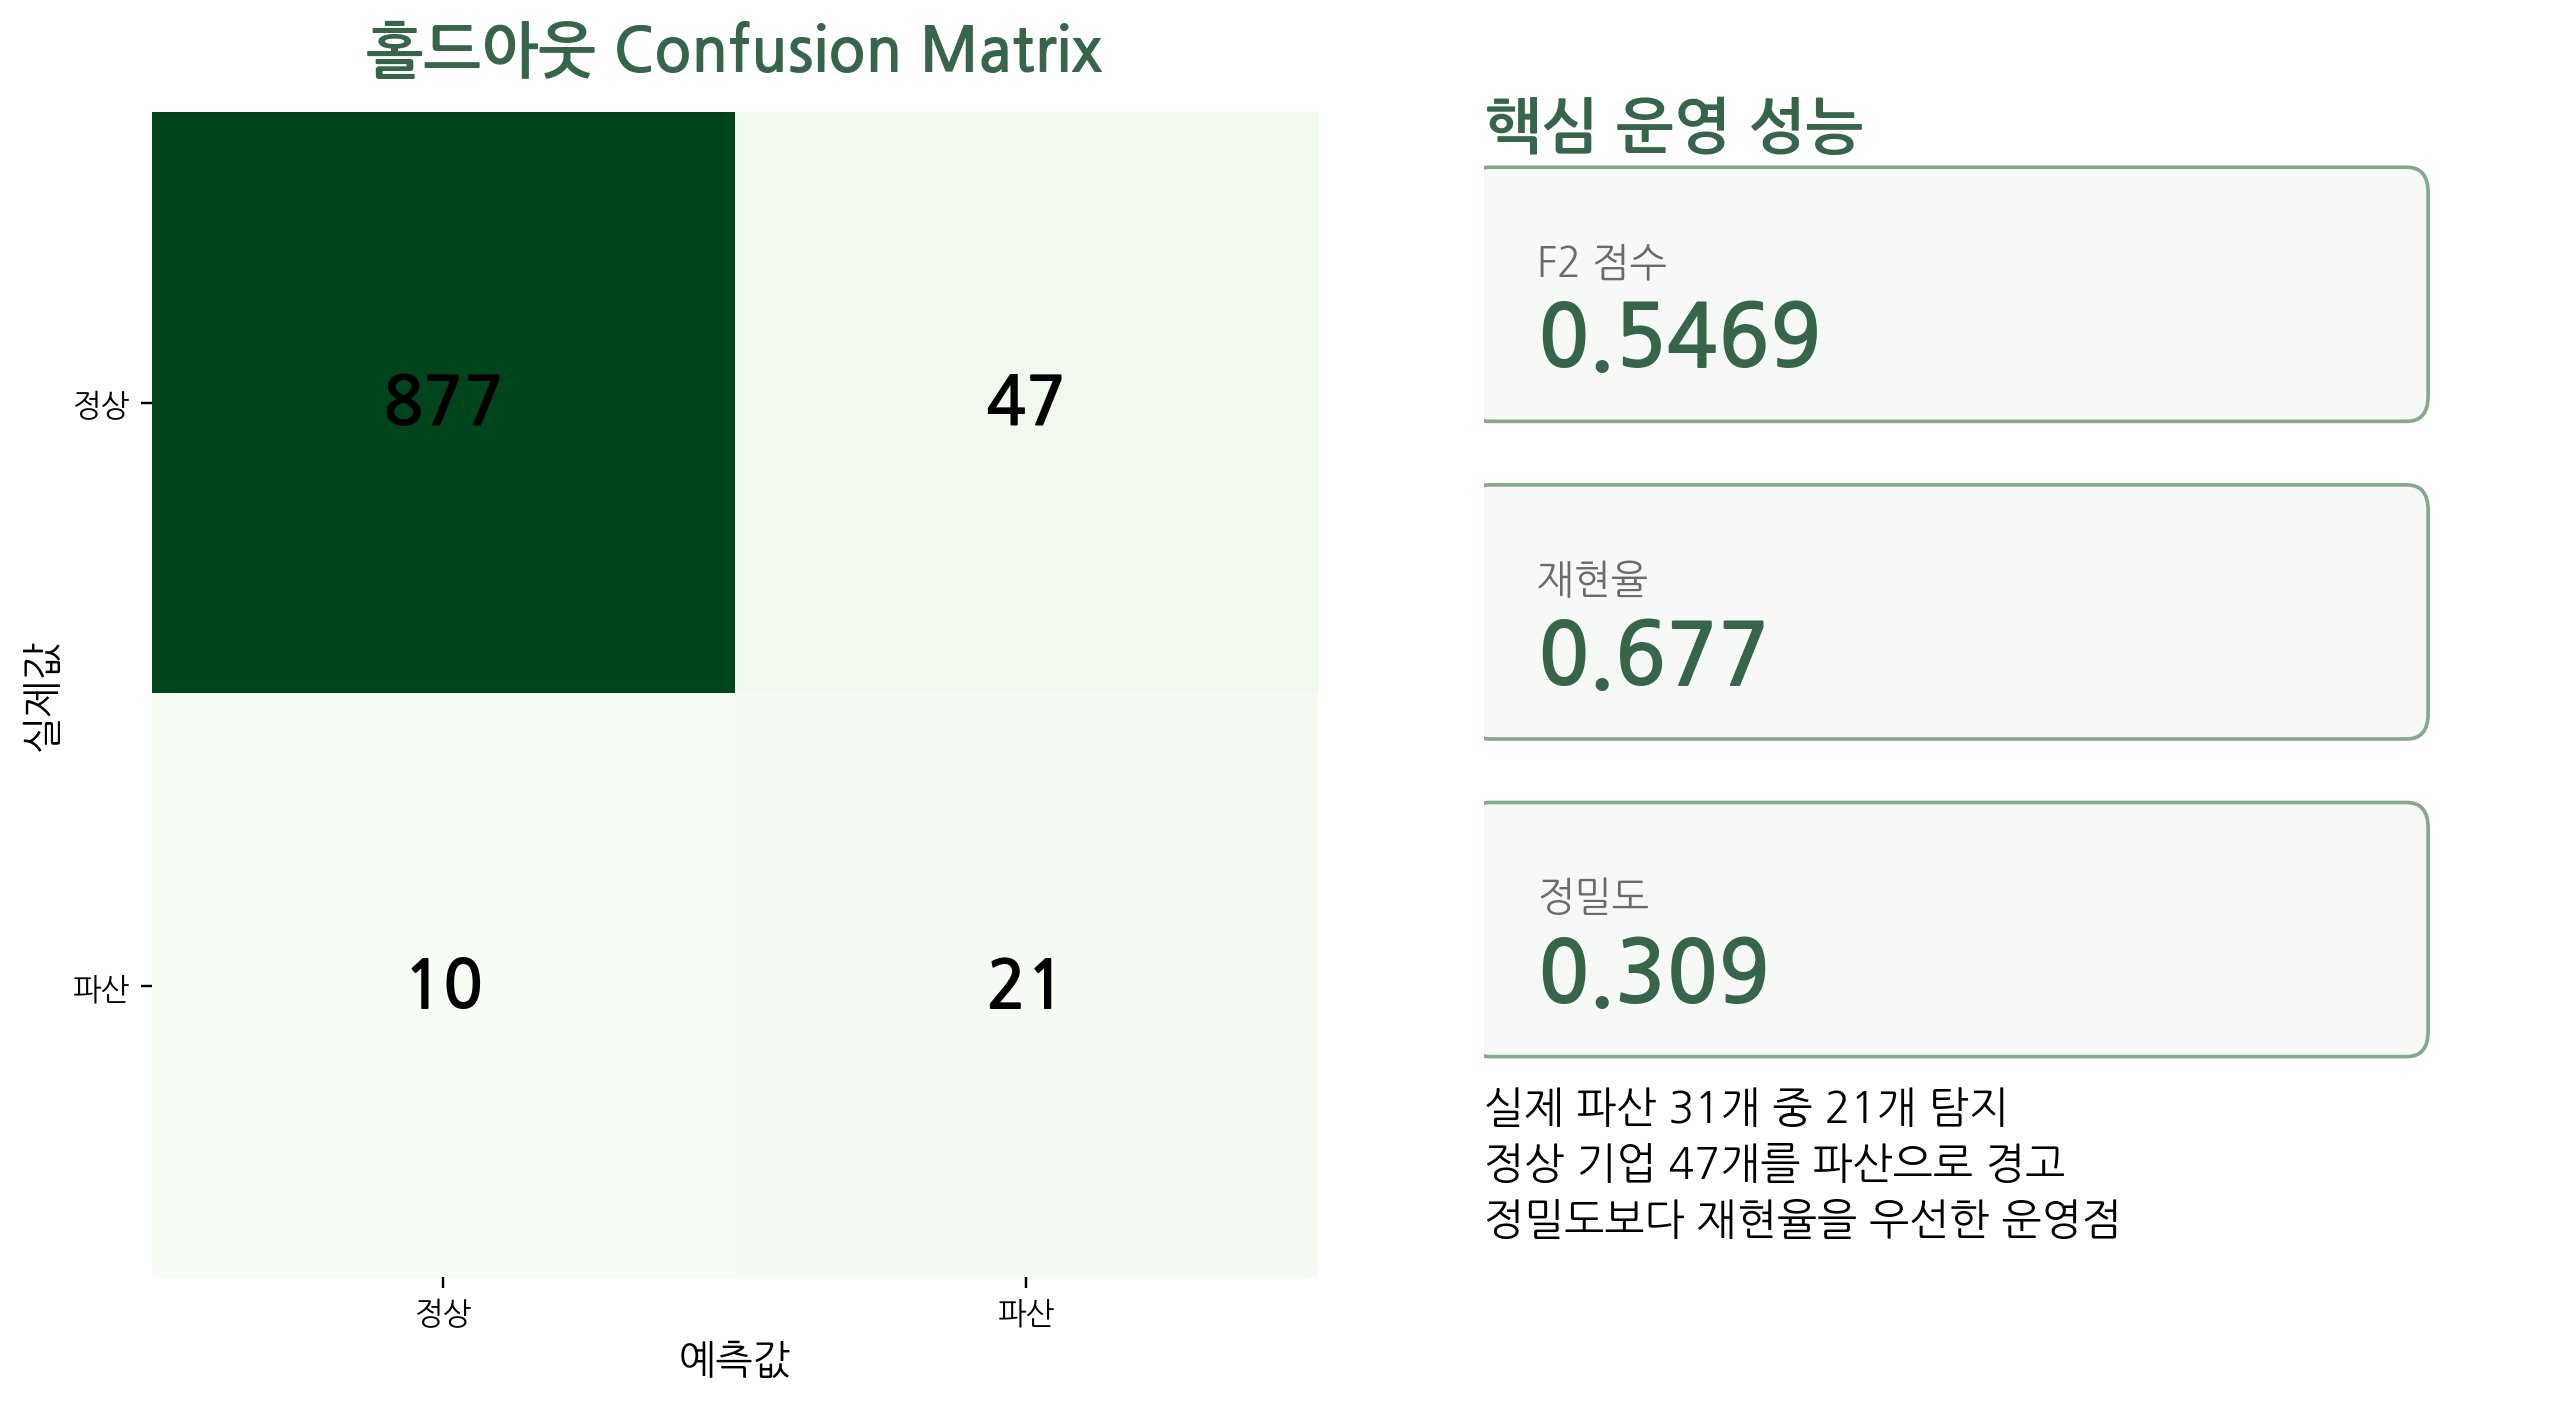 홀드아웃 Confusion Matrix
실제값
정상
877
47
파산
10
21
정상
파산
예측값
핵심 운영 성능
F2 점수
0.5469
재현율
0.677
정밀도
0.309
실제 파산 31개 중 21개 탐지
정상 기업 47개를 파산으로 경고
정밀도보다 재현율을 우선한 운영점